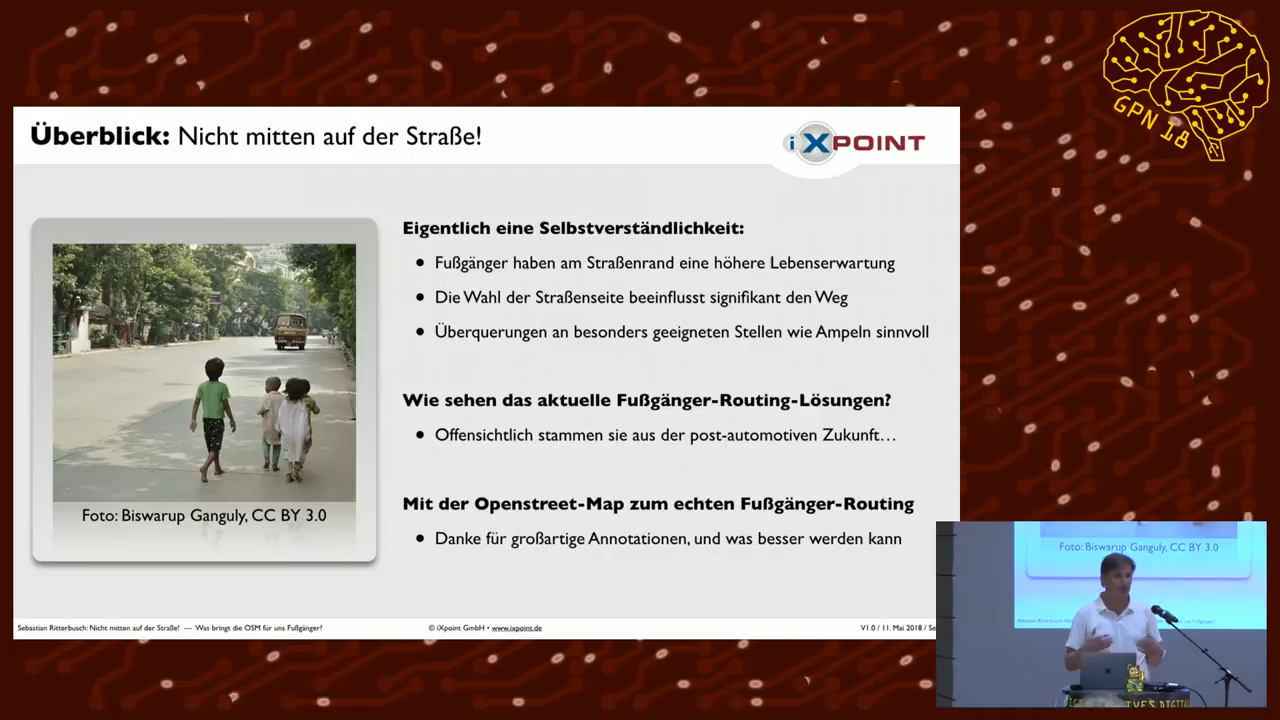 GPN 18
Überblick: Nicht mitten auf der Straße!
iXPOINT
Eigentlich eine Selbstverständlichkeit:
• Fußgänger haben am Straßenrand eine höhere Lebenserwartung
• Die Wahl der Straßenseite beeinflusst signifikant den Weg
• Überquerungen an besonders geeigneten Stellen wie Ampeln sinnvoll
Wie sehen das aktuelle Fußgänger-Routing-Lösungen?
• Offensichtlich stammen sie aus der post-automotiven Zukunft…
Mit der Openstreet-Map zum echten Fußgänger-Routing
• Danke für großartige Annotationen, und was besser werden kann
Foto: Biswarup Ganguly, CC BY 3.0
Sebastian Ritterbusch: Nicht mitten auf der Straße! — Was bringt die OSM für uns Fußgänger?
© iXpoint GmbH • www.ixpoint.de
V1.0 / 11. Mai 2018 / Se
Foto: Biswarup Ganguly, CC BY 3.0